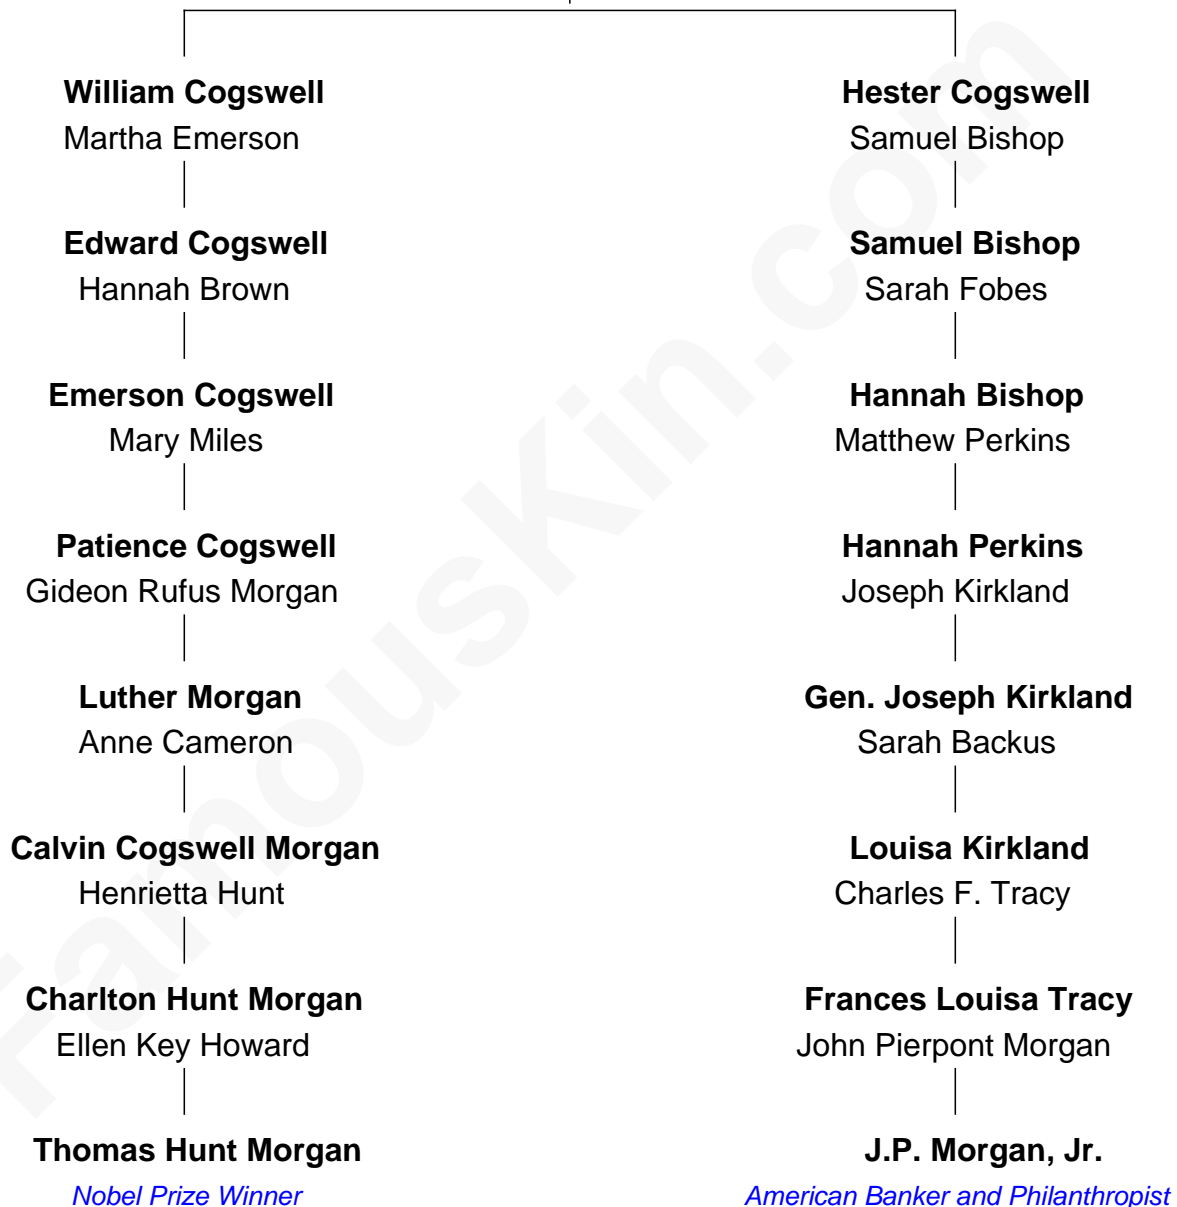 William Cogswell
Martha Emerson
Hester Cogswell
Samuel Bishop
Edward Cogswell
Hannah Brown
Samuel Bishop
Sarah Fobes
Emerson Cogswell
Mary Miles
Hannah Bishop
Matthew Perkins
Patience Cogswell
Gideon Rufus Morgan
Hannah Perkins
Joseph Kirkland
Luther Morgan
Anne Cameron
Gen. Joseph Kirkland
Sarah Backus
Calvin Cogswell Morgan
Henrietta Hunt
Louisa Kirkland
Charles F. Tracy
Charlton Hunt Morgan
Ellen Key Howard
Frances Louisa Tracy
John Pierpont Morgan
Thomas Hunt Morgan
Nobel Prize Winner
J.P. Morgan, Jr.
American Banker and Philanthropist
FamousKin.com